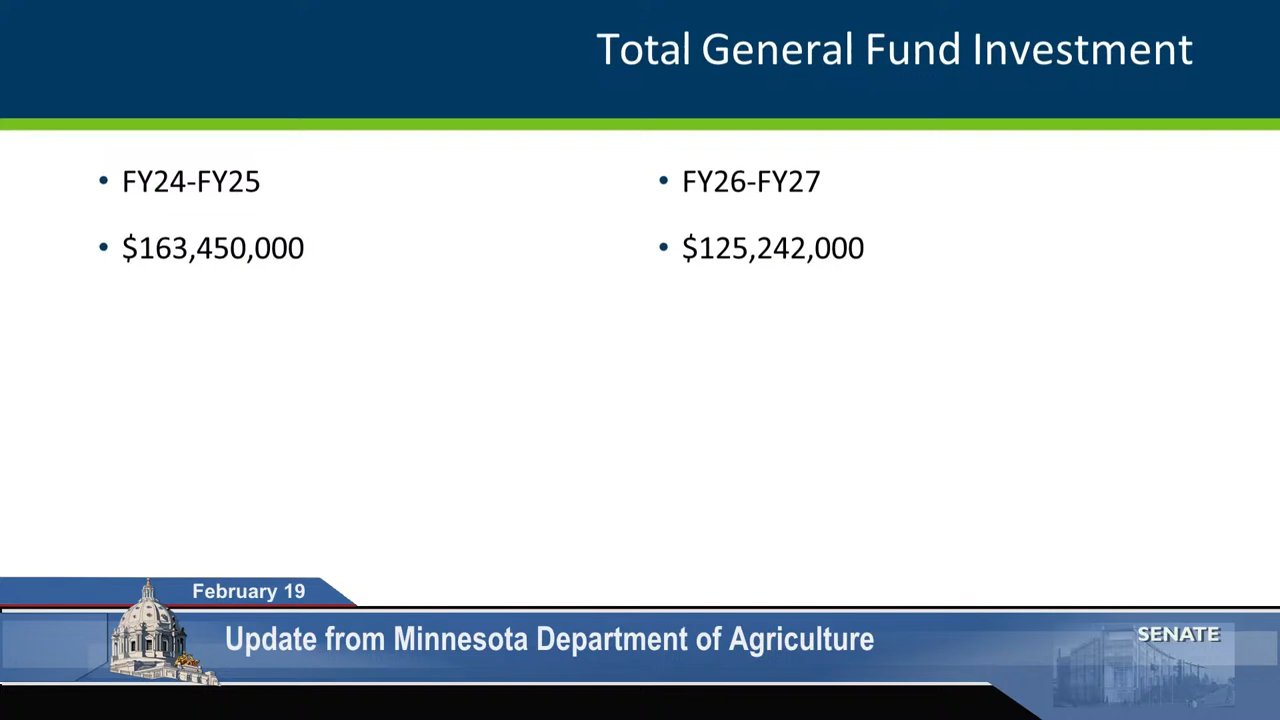 Total General Fund Investment
• FY24-FY25
• $163,450,000
• FY26-FY27
• $125,242,000
February 19
Update from Minnesota Department of Agriculture
SENATE